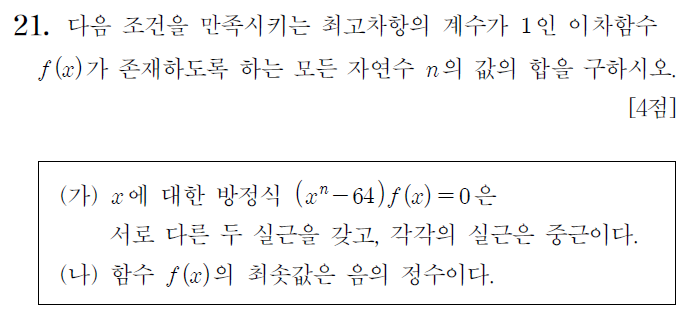 21. 다음 조건을 만족시키는 최고차항의 계수가 1인 이차함수
f(x)가 존재하도록 하는 모든 자연수 n의 값의 합을 구하시오.
[4점]
(가) x에 대한 방정식 (xⁿ−64)f(x)=0은
서로 다른 두 실근을 갖고, 각각의 실근은 중근이다.
(나) 함수 f(x)의 최솟값은 음의 정수이다.